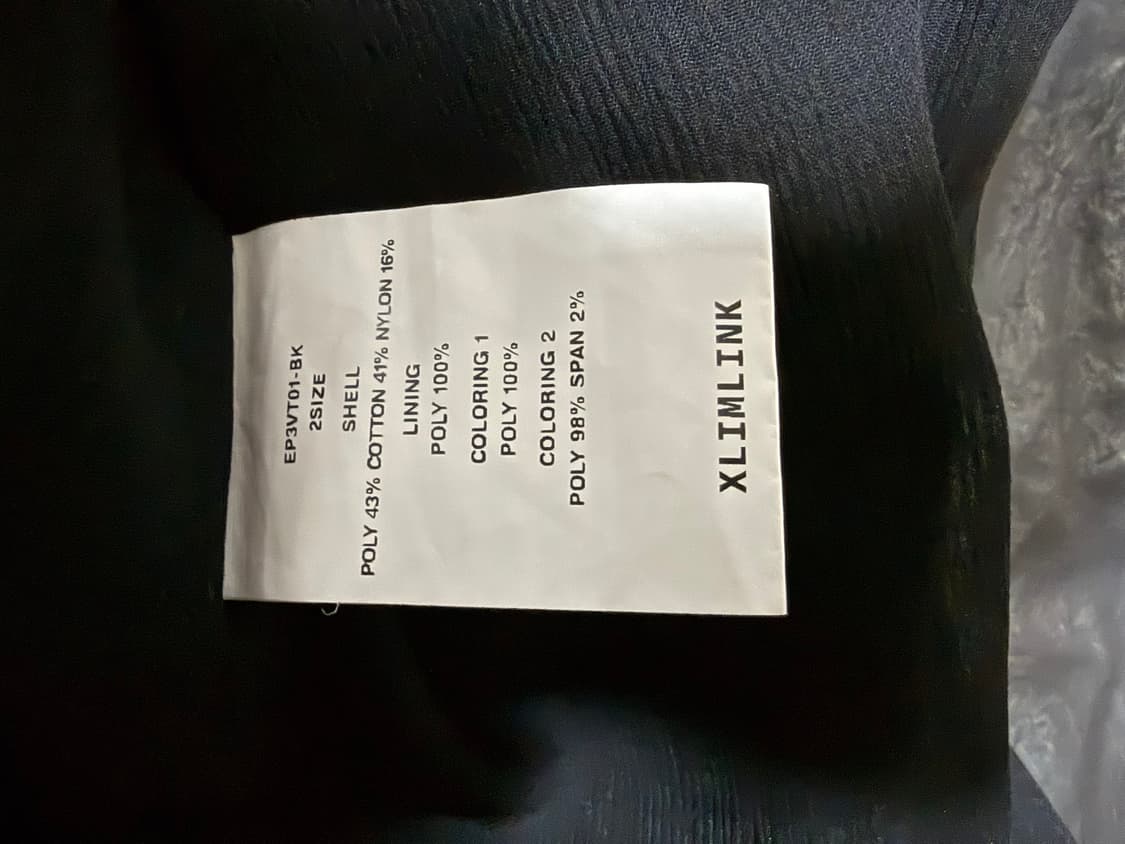 EP3VT01-BK
2SIZE
SHELL
POLY 43% COTTON 41% NYLON 16%
LINING
POLY 100%
COLORING 1
POLY 100%
COLORING 2
POLY 98% SPAN 2%
XLIMLINK